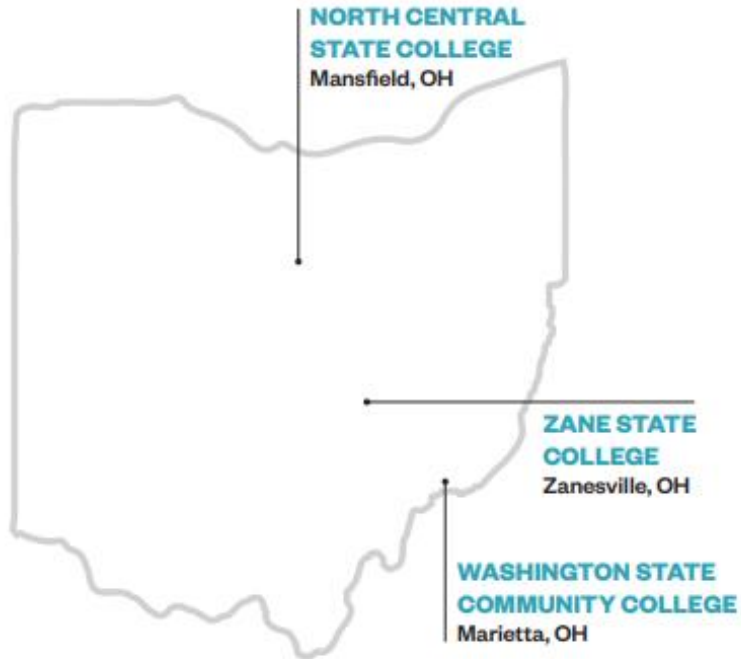 NORTH CENTRAL
STATE COLLEGE
Mansfield, OH
ZANE STATE
COLLEGE
Zanesville, OH
WASHINGTON STATE
COMMUNITY COLLEGE
Marietta, OH